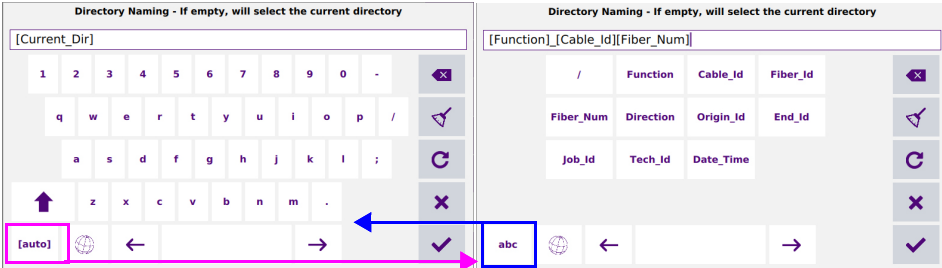 Directory Naming - If empty, will select the current directory
[Current_Dir]
1 2 3 4 5 6 7 8 9 0 -
q w e r t y u i o p /
a s d f g h j k l ;
z x c v b n m .
[auto]
Directory Naming - If empty, will select the current directory
[Function]_[Cable_Id][Fiber_Num]
/ Function Cable_Id Fiber_Id
Fiber_Num Direction Origin_Id End_Id
Job_Id Tech_Id Date_Time
abc